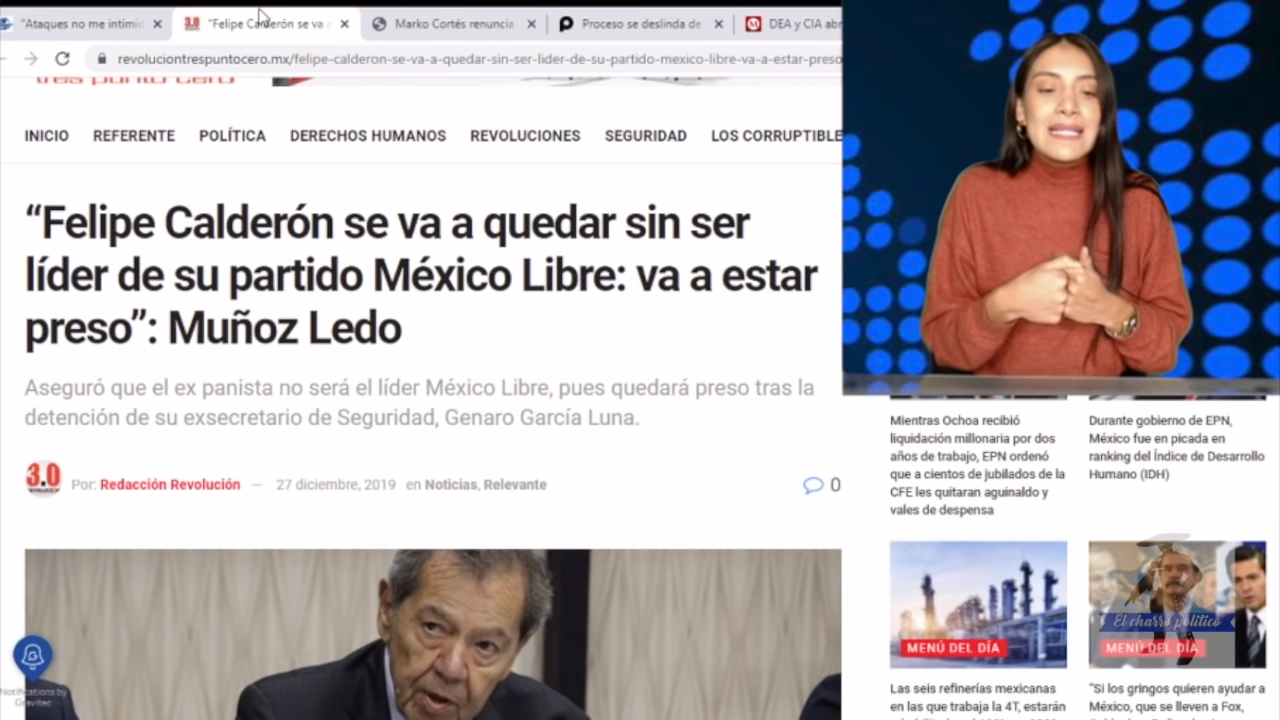 "Ataques no me intimid
"Felipe Calderón se va a
Marko Cortés renuncia
Proceso se deslinda de
DEA y CIA abr
revoluciontrespuntocero.mx/felipe-calderon-se-va-a-quedar-sin-ser-lider-de-su-partido-mexico-libre-va-a-estar-preso
tres punto cero
INICIO REFERENTE POLÍTICA DERECHOS HUMANOS REVOLUCIONES SEGURIDAD LOS CORRUPTIBLE
“Felipe Calderón se va a quedar sin ser
líder de su partido México Libre: va a estar
preso”: Muñoz Ledo
Aseguró que el ex panista no será el líder México Libre, pues quedará preso tras la
detención de su exsecretario de Seguridad, Genaro García Luna.
3.0
Por: Redacción Revolución — 27 diciembre, 2019 en Noticias, Relevante
0
Mientras Ochoa recibió
liquidación millonaria por dos
años de trabajo, EPN ordenó
que a cientos de jubilados de la
CFE les quitaran aguinaldo y
vales de despensa
Durante gobierno de EPN,
México fue en picada en
ranking del Índice de Desarrollo
Humano (IDH)
El charro político
MENÚ DEL DÍA
MENÚ DEL DÍA
Las seis refinerías mexicanas
en las que trabaja la 4T, estarán
"Si los gringos quieren ayudar a
México, que se lleven a Fox,
Notifications by
Gravitec